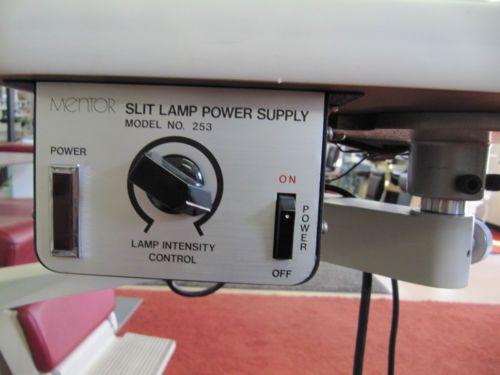 Mentor SLIT LAMP POWER SUPPLY
MODEL NO. 253
POWER
ON
POWER
LAMP INTENSITY
CONTROL
OFF